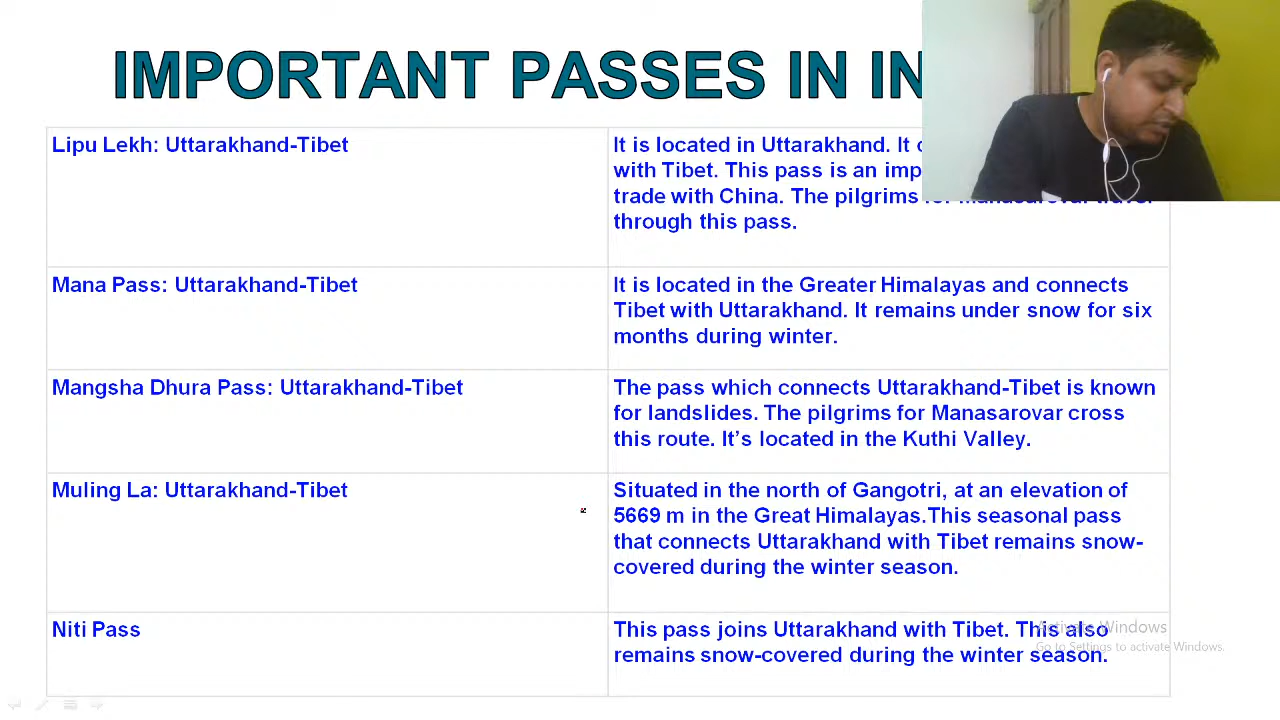 IMPORTANT PASSES IN IN
Lipu Lekh: Uttarakhand-Tibet
It is located in Uttarakhand. It
with Tibet. This pass is an
trade with China. The pilgrims
through this pass.
Mana Pass: Uttarakhand-Tibet
It is located in the Greater Himalayas and connects
Tibet with Uttarakhand. It remains under snow for six
months during winter.
Mangsha Dhura Pass: Uttarakhand-Tibet
The pass which connects Uttarakhand-Tibet is known
for landslides. The pilgrims for Manasarovar cross
this route. It’s located in the Kuthi Valley.
Muling La: Uttarakhand-Tibet
Situated in the north of Gangotri, at an elevation of
5669 m in the Great Himalayas.This seasonal pass
that connects Uttarakhand with Tibet remains snow-
covered during the winter season.
Niti Pass
This pass joins Uttarakhand with Tibet. This also
remains snow-covered during the winter season.
Activate Windows
Go to Settings to activate Windows.